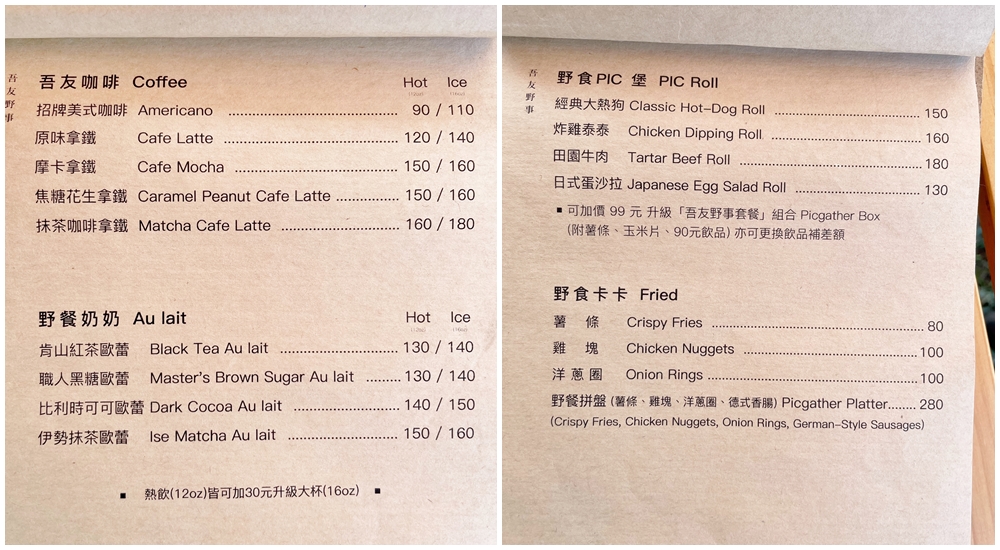 吾友野事
吾友咖啡 Coffee Hot Ice
招牌美式咖啡 Americano 90 / 110
原味拿鐵 Cafe Latte 120 / 140
摩卡拿鐵 Cafe Mocha 150 / 160
焦糖花生拿鐵 Caramel Peanut Cafe Latte 150 / 160
抹茶咖啡拿鐵 Matcha Cafe Latte 160 / 180
野餐奶奶 Au lait Hot Ice
(12oz) (16oz)
肯山紅茶歐蕾 Black Tea Au lait 130 / 140
職人黑糖歐蕾 Master's Brown Sugar Au lait 130 / 140
比利時可可歐蕾 Dark Cocoa Au lait 140 / 150
伊勢抹茶歐蕾 Ise Matcha Au lait 150 / 160
▪ 熱飲(12oz)皆可加30元升級大杯(16oz) ▪
吾友野事
野食PIC 堡 PIC Roll
經典大熱狗 Classic Hot-Dog Roll 150
炸雞泰泰 Chicken Dipping Roll 160
田園牛肉 Tartar Beef Roll 180
日式蛋沙拉 Japanese Egg Salad Roll 130
▪ 可加價 99 元 升級「吾友野事套餐」組合 Picgather Box
(附薯條、玉米片、90元飲品) 亦可更換飲品補差額
野食卡卡 Fried
薯 條 Crispy Fries 80
雞 塊 Chicken Nuggets 100
洋蔥圈 Onion Rings 100
野餐拼盤 (薯條、雞塊、洋蔥圈、德式香腸) Picgather Platter 280
(Crispy Fries, Chicken Nuggets, Onion Rings, German-Style Sausages)